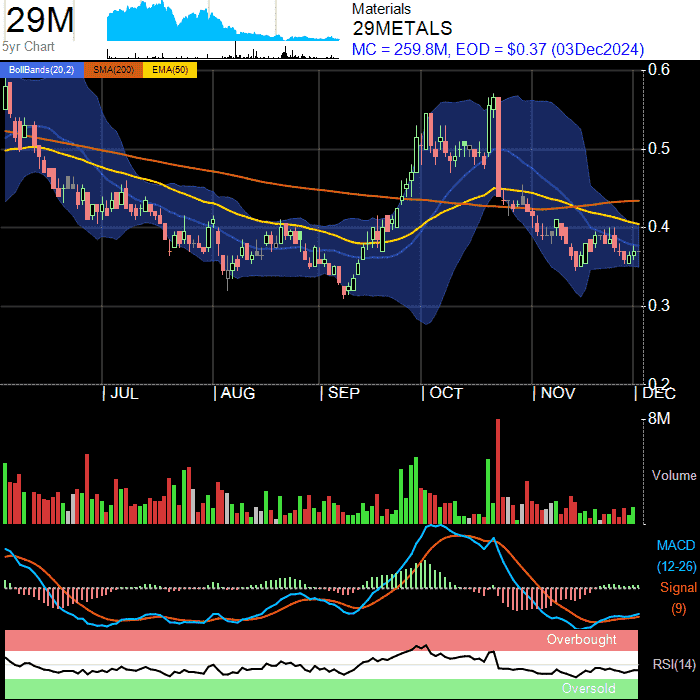 29M
5yr Chart
Materials
29METALS
MC = 259.8M, EOD = $0.37 (03Dec2024)
BollBands(20,2) SMA(200) EMA(50)
0.6
0.5
0.4
0.3
0.2
JUL AUG SEP OCT NOV DEC
8M
Volume
MACD
(12-26)
Signal
(9)
Overbought
RSI(14)
Oversold